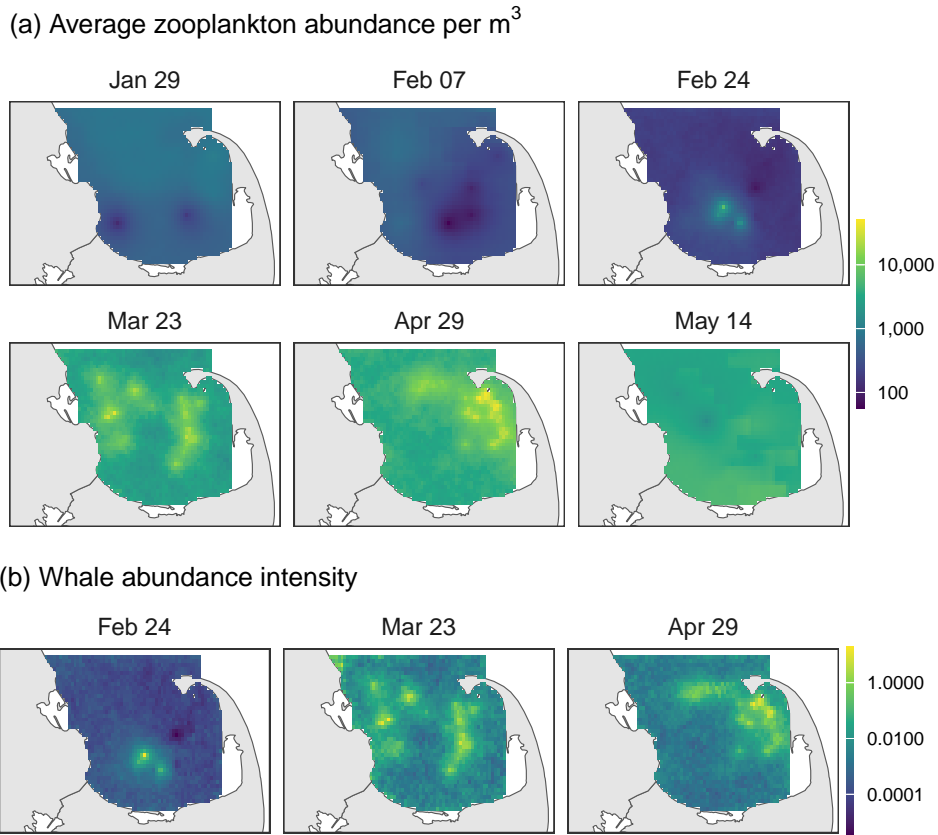 (a) Average zooplankton abundance per m³
Jan 29 Feb 07 Feb 24
Mar 23 Apr 29 May 14
10,000
1,000
100
(b) Whale abundance intensity
Feb 24 Mar 23 Apr 29
1.0000
0.0100
0.0001